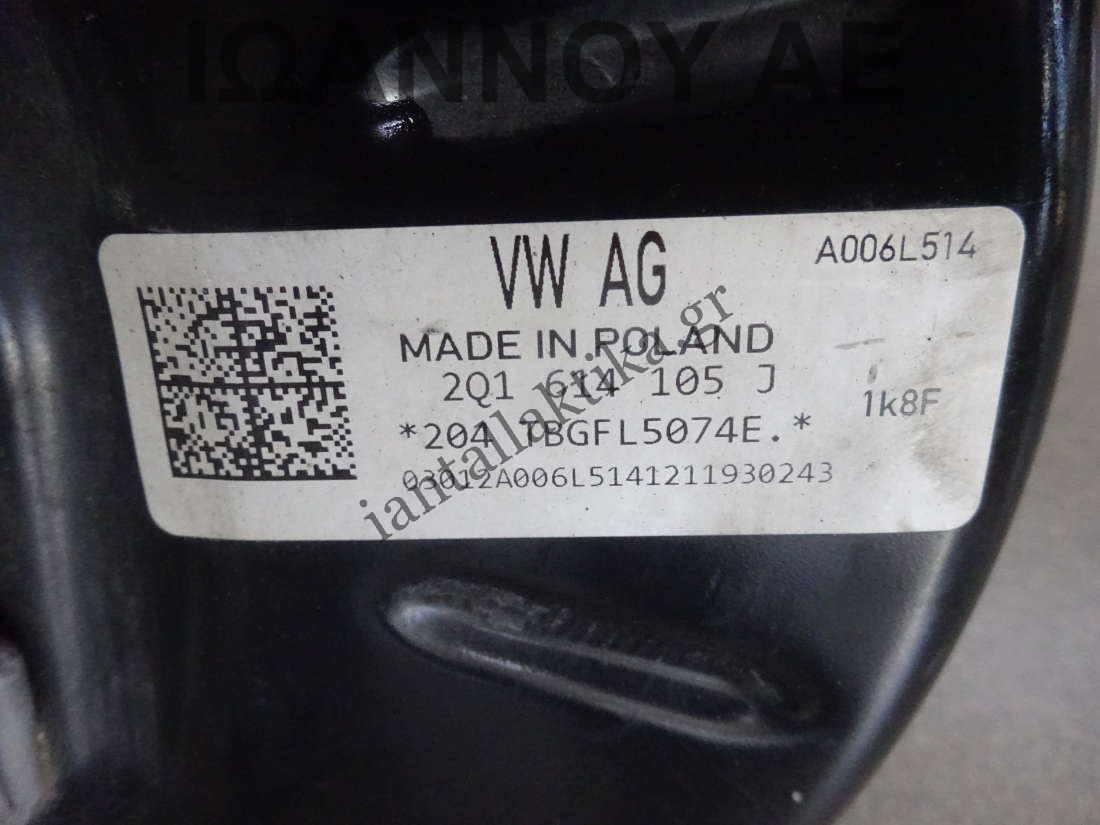 ΙΩΑΝΝΟΥ ΑΕ
VW AG
A006L514
MADE IN POLAND
2Q1 614 105 J
1k8F
*204 TBGFL5074E.*
03012A006L5141211930243
iantallaktika.gr